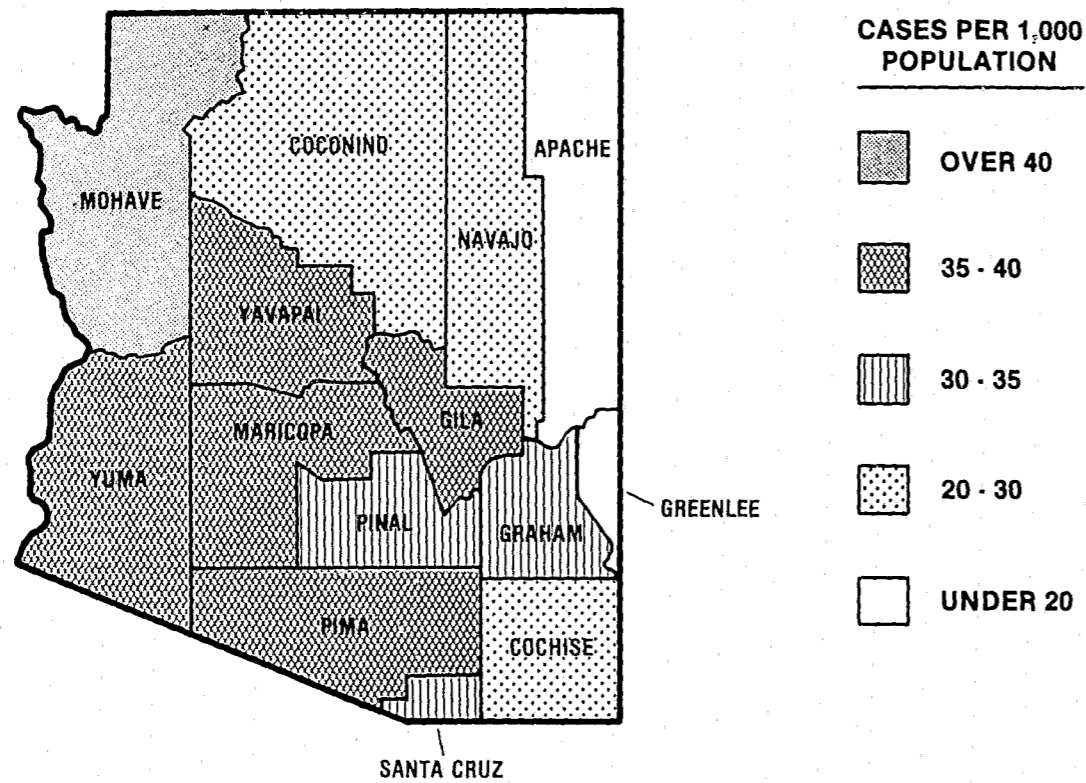 CASES PER 1,000
POPULATION
OVER 40
35 - 40
30 - 35
20 - 30
UNDER 20
COCONINO
APACHE
MOHAVE
NAVAJO
YAVAPAI
GILA
MARICOPA
YUMA
GREENLEE
PINAL
GRAHAM
PIMA
COCHISE
SANTA CRUZ